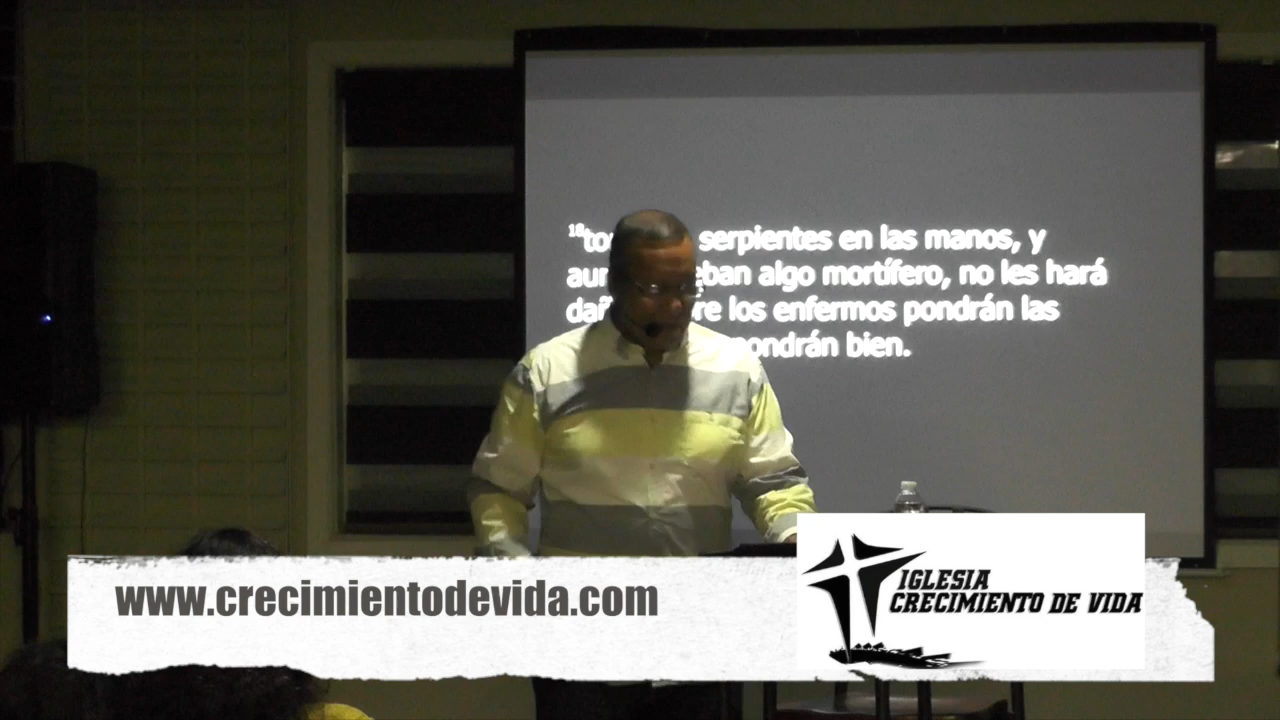 18 serpientes en las manos, y
algo mortífero, no les hará
los enfermos pondrán las
bien.
www.crecimientodevida.com
IGLESIA
CRECIMIENTO DE VIDA